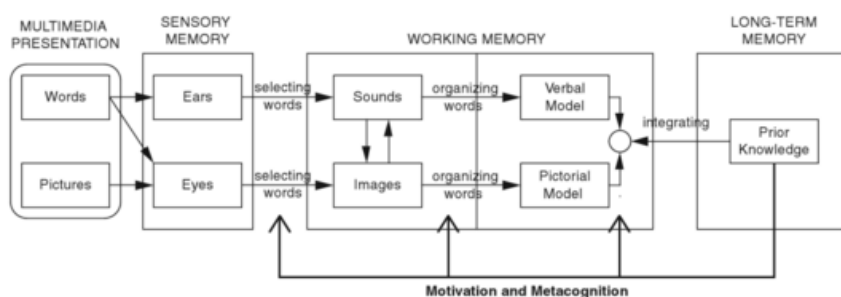 MULTIMEDIA
PRESENTATION
SENSORY
MEMORY
WORKING MEMORY
LONG-TERM
MEMORY
Words
Ears
selecting
words
Sounds
organizing
words
Verbal
Model
integrating
Prior
Knowledge
Pictures
Eyes
selecting
words
Images
organizing
words
Pictorial
Model
Motivation and Metacognition